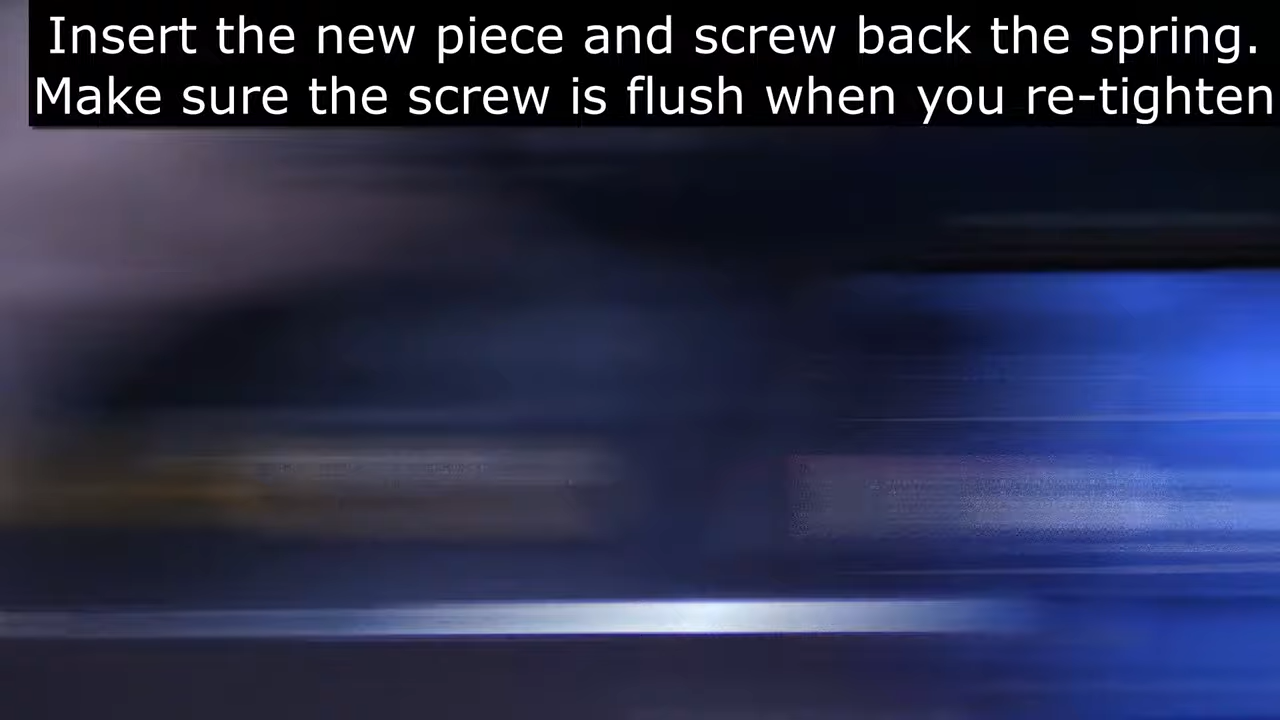 Insert the new piece and screw back the spring.
Make sure the screw is flush when you re-tighten